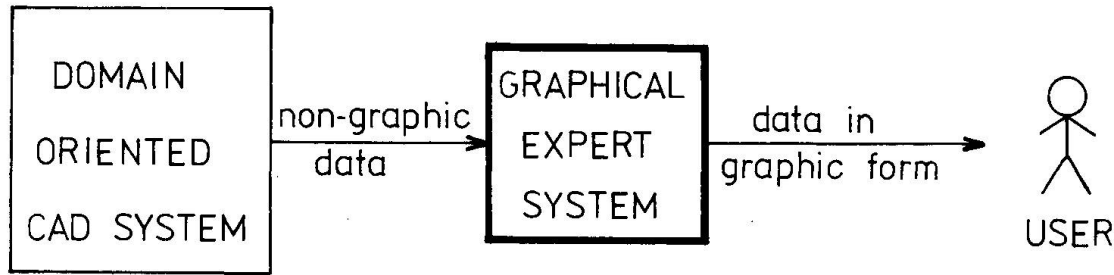 DOMAIN
ORIENTED
CAD SYSTEM
non-graphic
data
GRAPHICAL
EXPERT
SYSTEM
data in
graphic form
USER